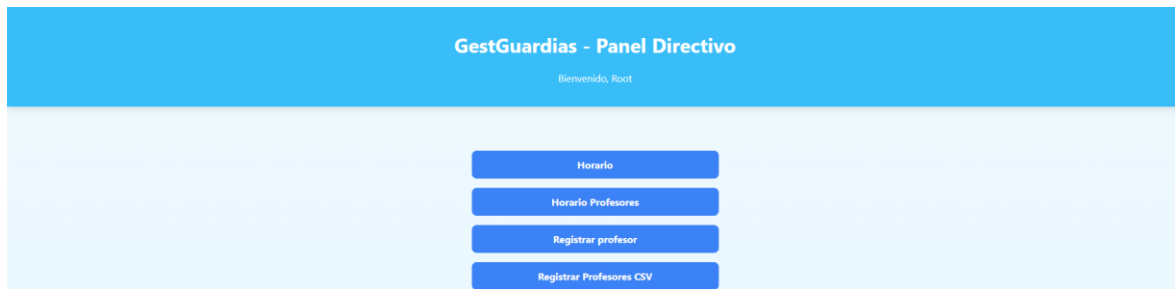 GestGuardias - Panel Directivo
Bienvenido, Root
Horario
Horario Profesores
Registrar profesor
Registrar Profesores CSV